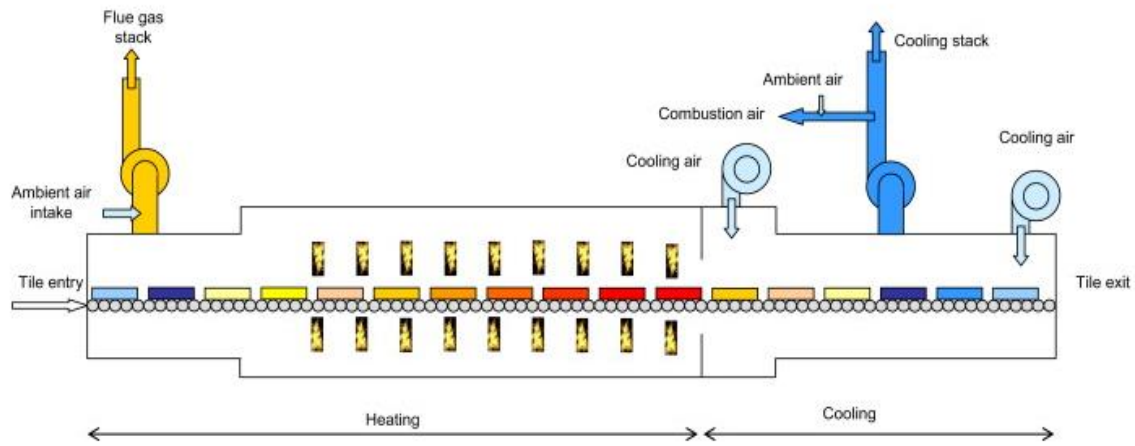 Flue gas
stack
Cooling stack
Ambient air
Combustion air
Cooling air
Cooling air
Ambient air
intake
Tile entry
Tile exit
Heating
Cooling